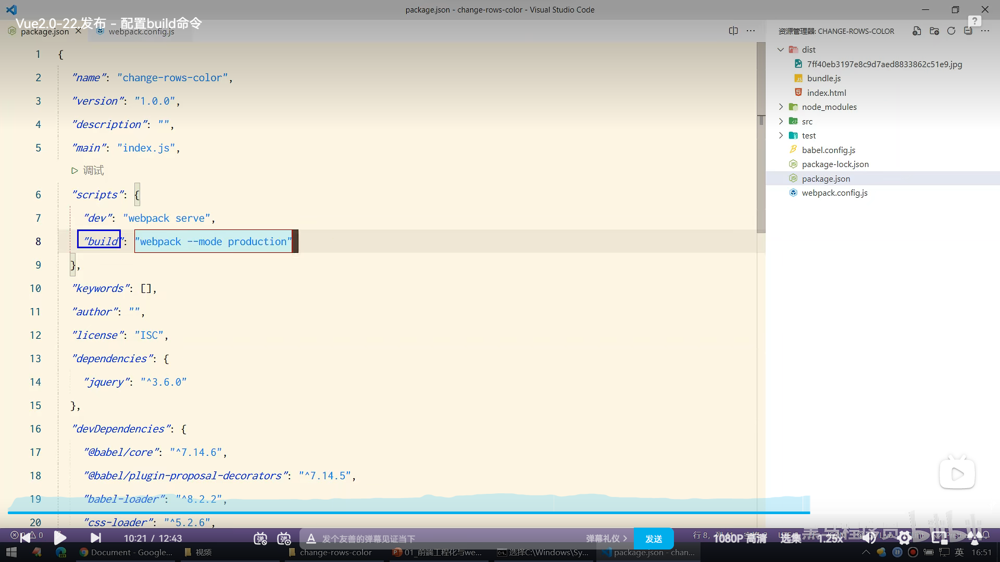 package.json - change-rows-color - Visual Studio Code
Vue2.0-22.发布 - 配置build命令
package.json
webpack.config.js
1 {
2 "name": "change-rows-color",
3 "version": "1.0.0",
4 "description": "",
5 "main": "index.js",
调试
6 "scripts": {
7 "dev": "webpack serve",
8 "build": "webpack --mode production"
9 },
10 "keywords": [],
11 "author": "",
12 "license": "ISC",
13 "dependencies": {
14 "jquery": "^3.6.0"
15 },
16 "devDependencies": {
17 "@babel/core": "^7.14.6",
18 "@babel/plugin-proposal-decorators": "^7.14.5",
19 "babel-loader": "^8.2.2",
20 "css-loader": "^5.2.6",
资源管理器: CHANGE-ROWS-COLOR
dist
7ff40eb3197e8c9d7aed8833862c51e9.jpg
bundle.js
index.html
node_modules
src
test
babel.config.js
package-lock.json
package.json
webpack.config.js
10:21 / 12:43
发个友善的弹幕见证当下
弹幕礼仪 >
发送
1080P 高清
选集
1.25x
黑马程序员
bilibili
Document - Google...
视频
change-rows-color
01_前端工程化与we...
选择C:\Windows\Sy...
package.json - chan...
英
16:51